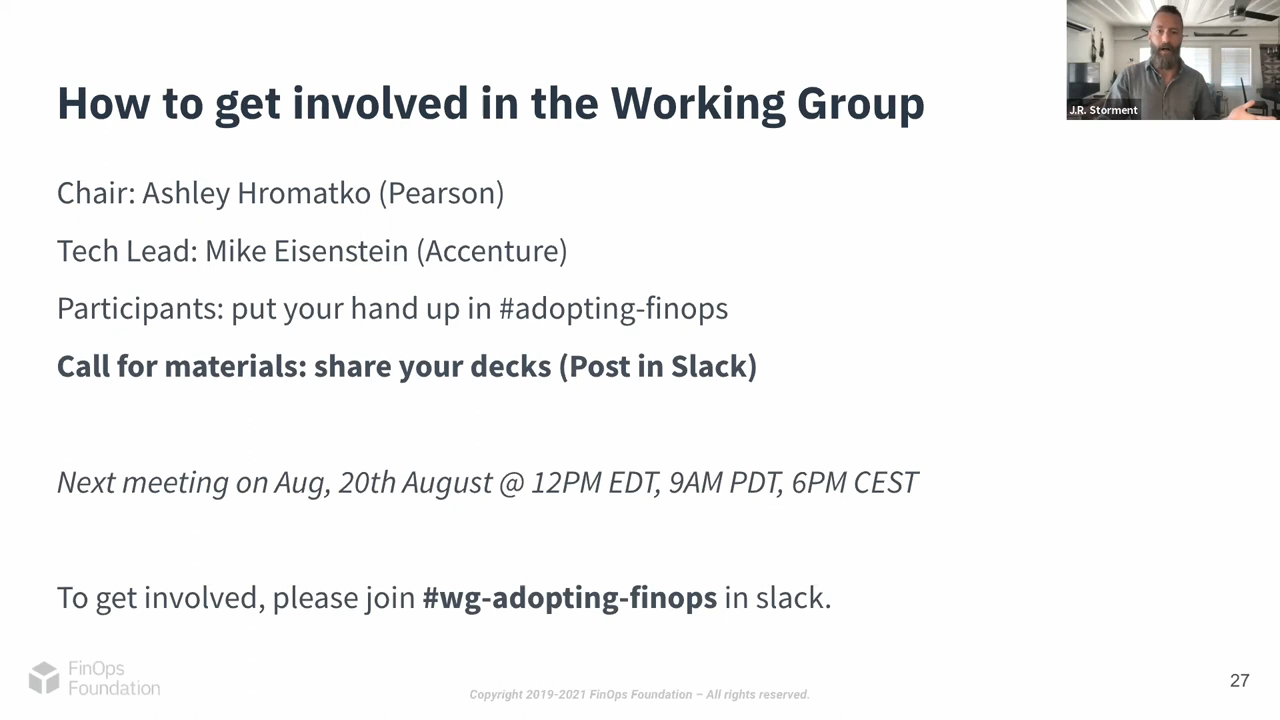 How to get involved in the Working Group
J.R. Storment
Chair: Ashley Hromatko (Pearson)
Tech Lead: Mike Eisenstein (Accenture)
Participants: put your hand up in #adopting-finops
Call for materials: share your decks (Post in Slack)
Next meeting on Aug, 20th August @ 12PM EDT, 9AM PDT, 6PM CEST
To get involved, please join #wg-adopting-finops in slack.
FinOps
Foundation
Copyright 2019-2021 FinOps Foundation – All rights reserved.
27